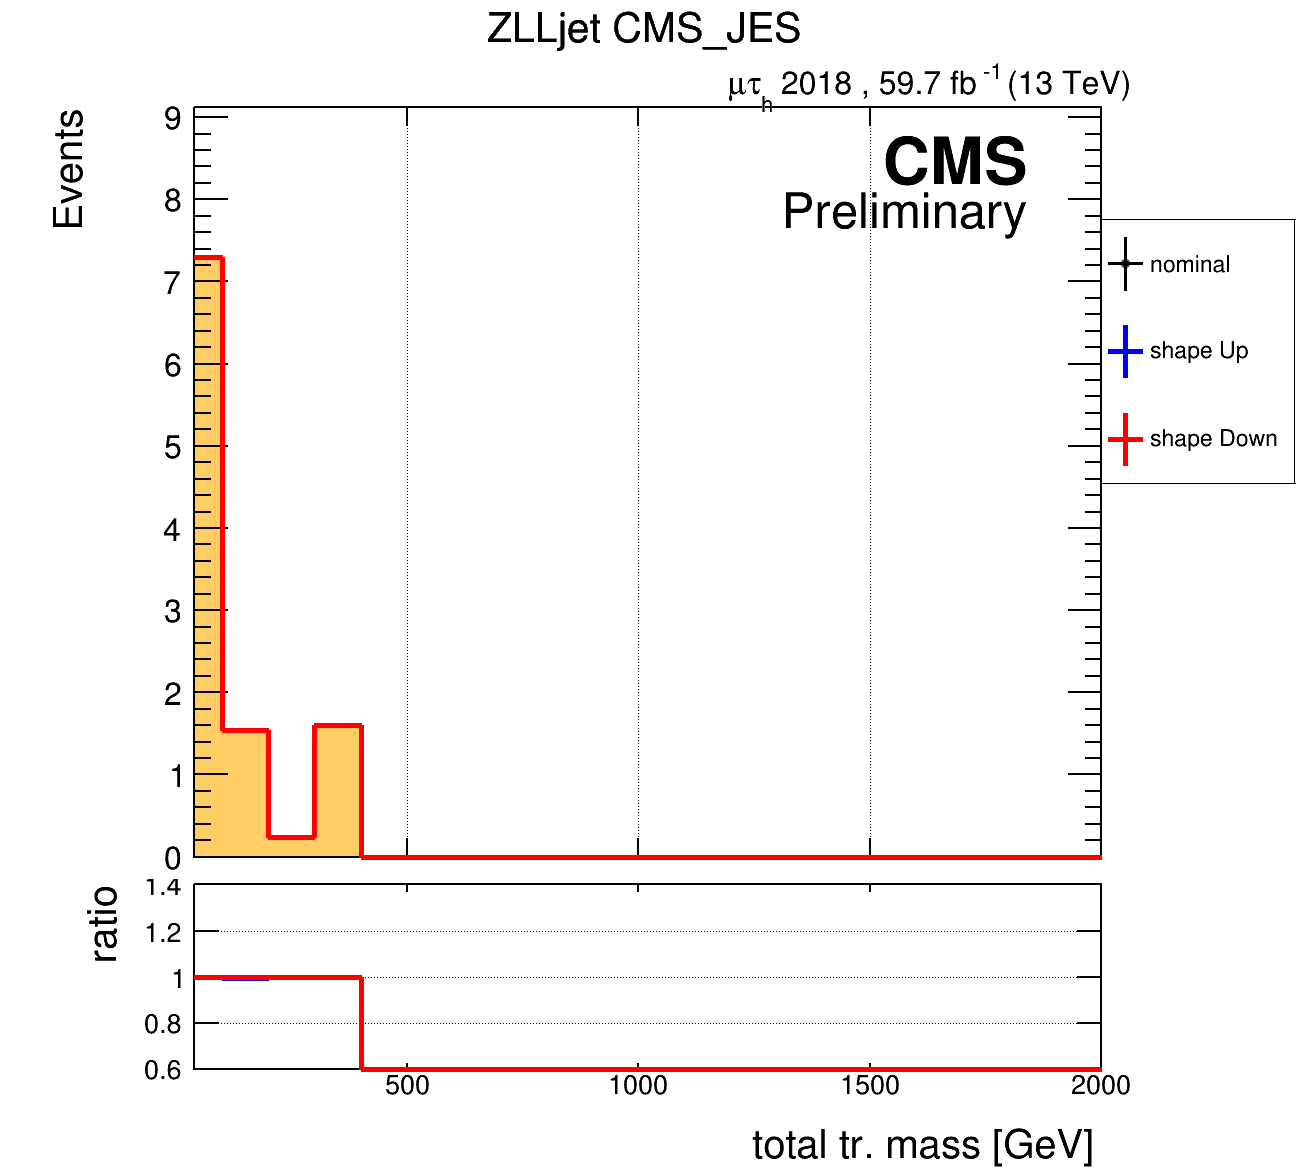 ZLLjet CMS_JES
μτh 2018 , 59.7 fb-1 (13 TeV)
Events
9
8
7
6
5
4
3
2
1
0
CMS
Preliminary
nominal
shape Up
shape Down
ratio
1.4
1.2
1
0.8
0.6
500
1000
1500
2000
total tr. mass [GeV]